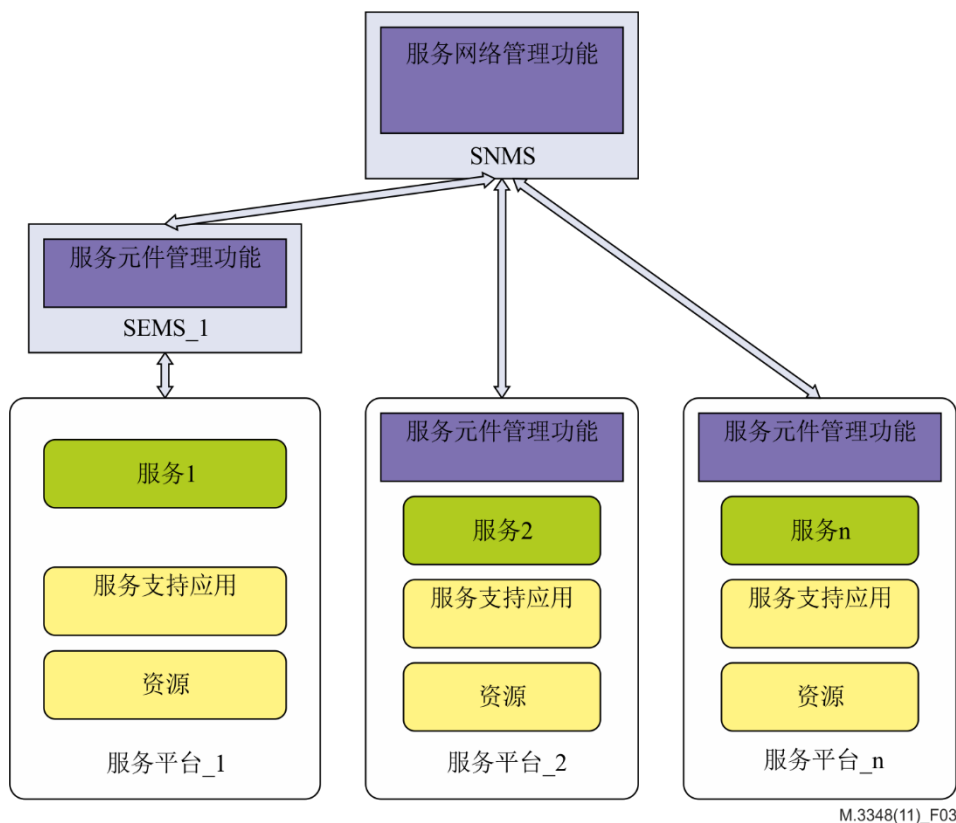 服务网络管理功能
SNMS
服务元件管理功能
SEMS_1
服务1
服务支持应用
资源
服务平台_1
服务元件管理功能
服务2
服务支持应用
资源
服务平台_2
服务元件管理功能
服务n
服务支持应用
资源
服务平台_n
M.3348(11)_F03